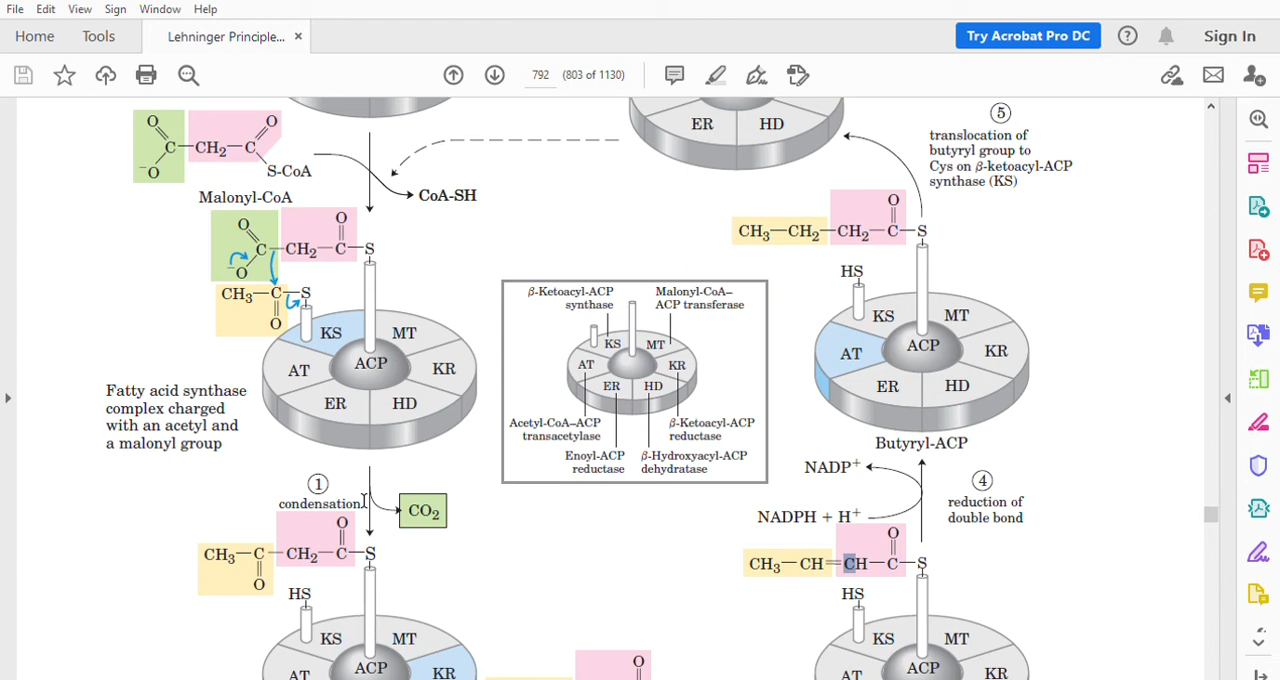 File Edit View Sign Window Help
Home Tools Lehninger Principle... × Try Acrobat Pro DC ? Sign In
792 (803 of 1130)
O O
C—CH₂—C
⁻O S-CoA
Malonyl-CoA
CoA-SH
ER HD
⑤
translocation of
butyryl group to
Cys on β-ketoacyl-ACP
synthase (KS)
O O
C—CH₂—C—S
⁻O
CH₃—C—S
O
KS MT
AT ACP KR
ER HD
Fatty acid synthase
complex charged
with an acetyl and
a malonyl group
β-Ketoacyl-ACP
synthase
Malonyl-CoA–
ACP transferase
KS MT
AT KR
ER HD
Acetyl-CoA–ACP
transacetylase
β-Ketoacyl-ACP
reductase
Enoyl-ACP
reductase
β-Hydroxyacyl-ACP
dehydratase
O
CH₃—CH₂—CH₂—C—S
HS
KS MT
AT ACP KR
ER HD
Butyryl-ACP
①
condensation
CO₂
NADP⁺
④
reduction of
double bond
NADPH + H⁺
O
CH₃—C—CH₂—C—S
O
HS
KS MT
AT ACP KR
O
O
CH₃—CH=CH—C—S
HS
KS MT
AT ACP KR